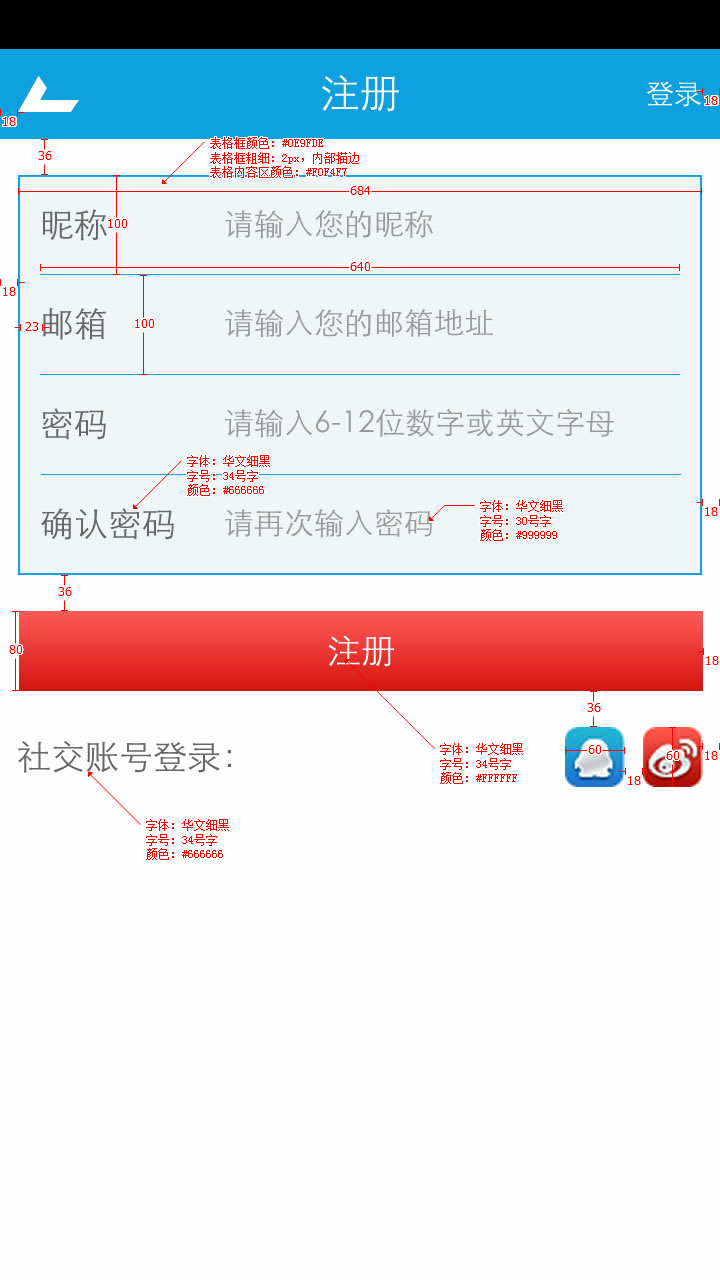 注册
登录
18
18
36
表格框颜色：#0E9FDE
表格框粗细：2px，内部描边
表格内容区颜色：#F0F4F7
684
昵称
100
请输入您的昵称
640
18
23
邮箱
100
请输入您的邮箱地址
密码
请输入6-12位数字或英文字母
字体：华文细黑
字号：34号字
颜色：#666666
确认密码
请再次输入密码
字体：华文细黑
字号：30号字
颜色：#999999
18
36
80
注册
18
36
社交账号登录：
字体：华文细黑
字号：34号字
颜色：#FFFFFF
60
60
18
18
字体：华文细黑
字号：34号字
颜色：#666666